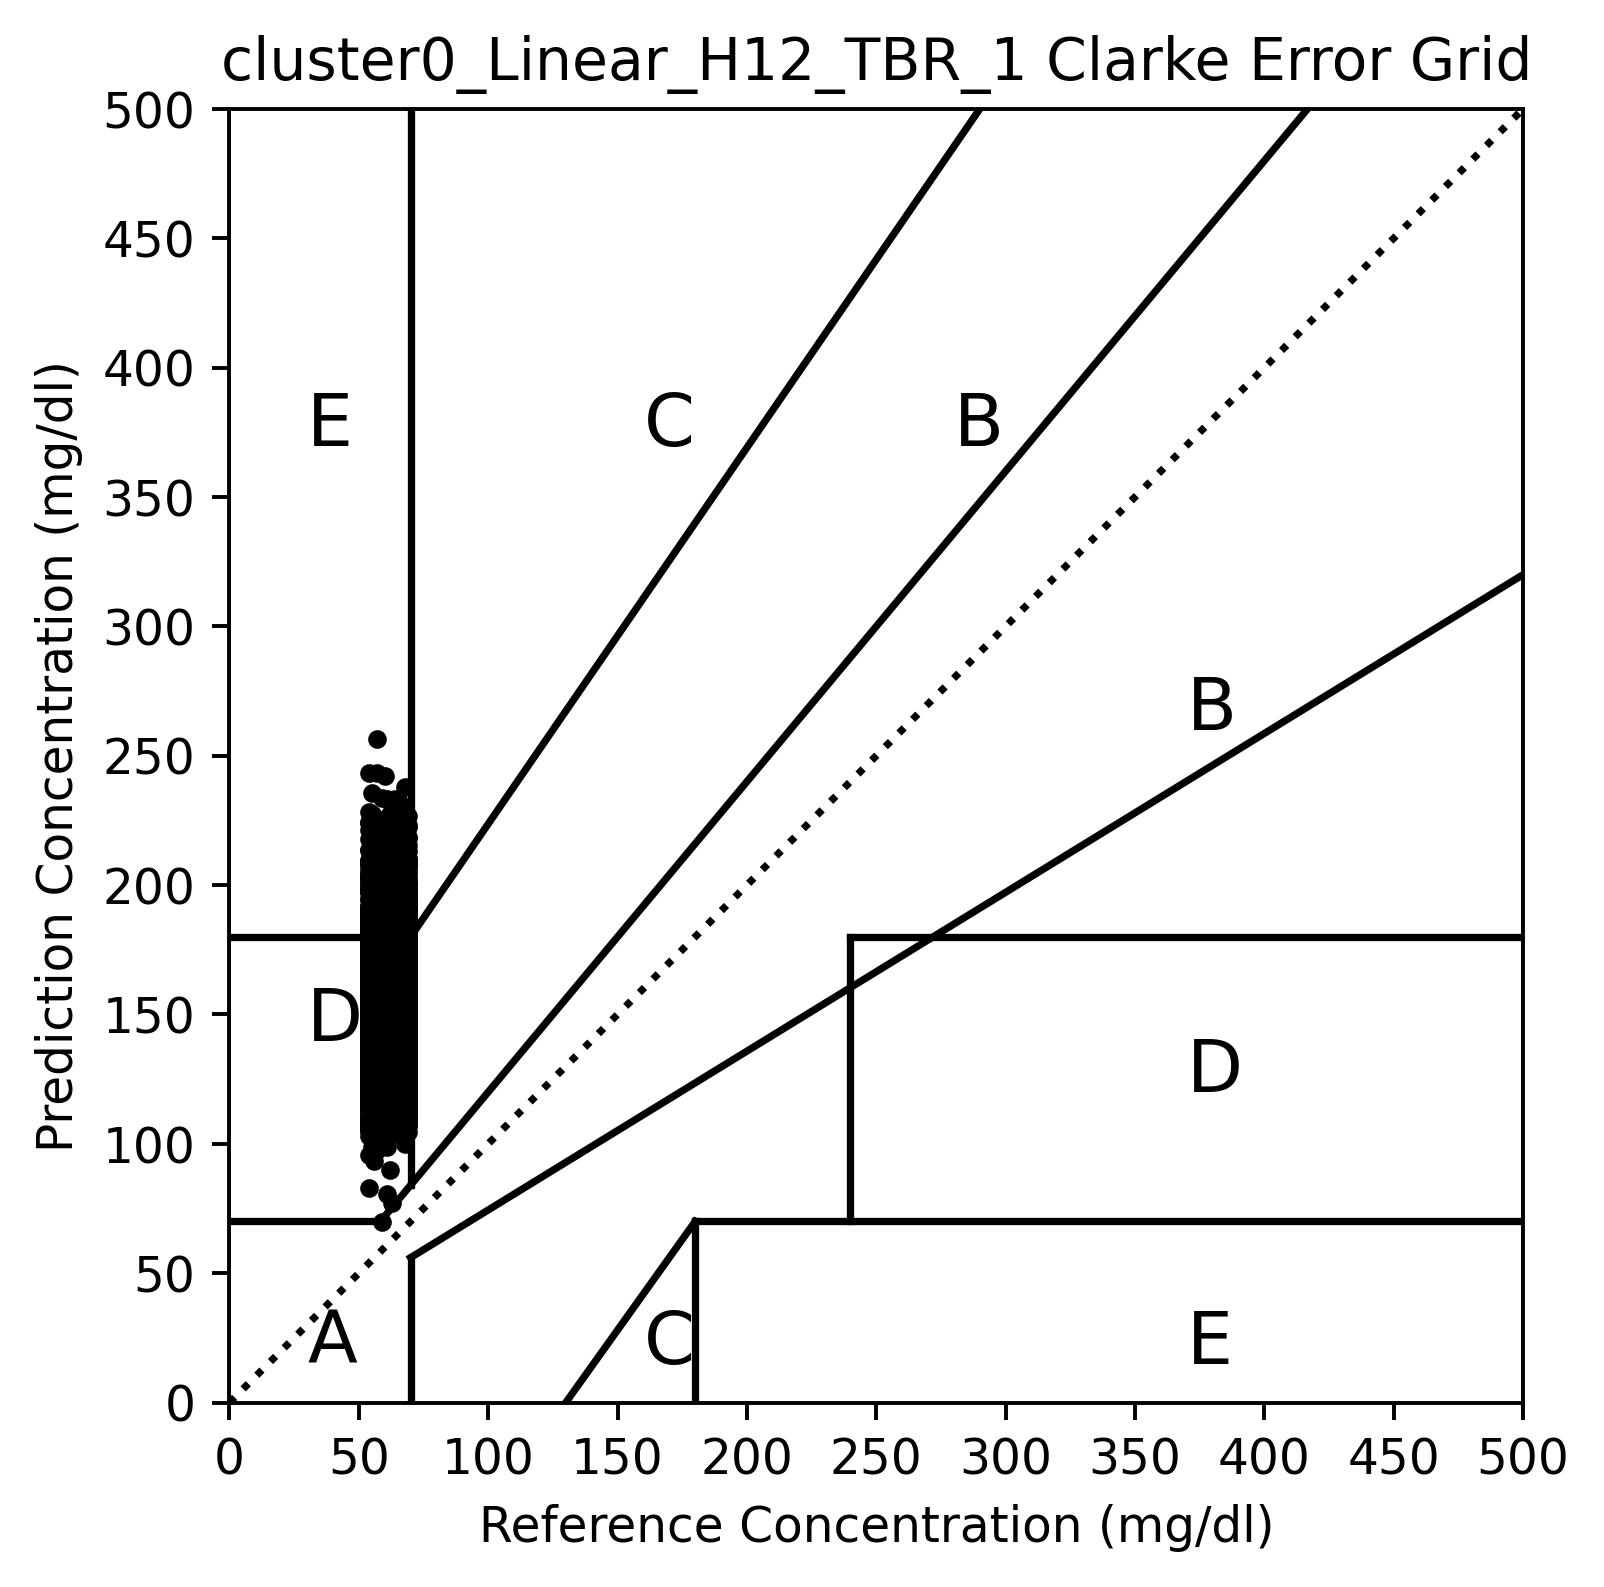 cluster0_Linear_H12_TBR_1 Clarke Error Grid
500
450
400
350
300
250
200
150
100
50
0
Prediction Concentration (mg/dl)
E
C
B
B
D
D
A
C
E
0 50 100 150 200 250 300 350 400 450 500
Reference Concentration (mg/dl)